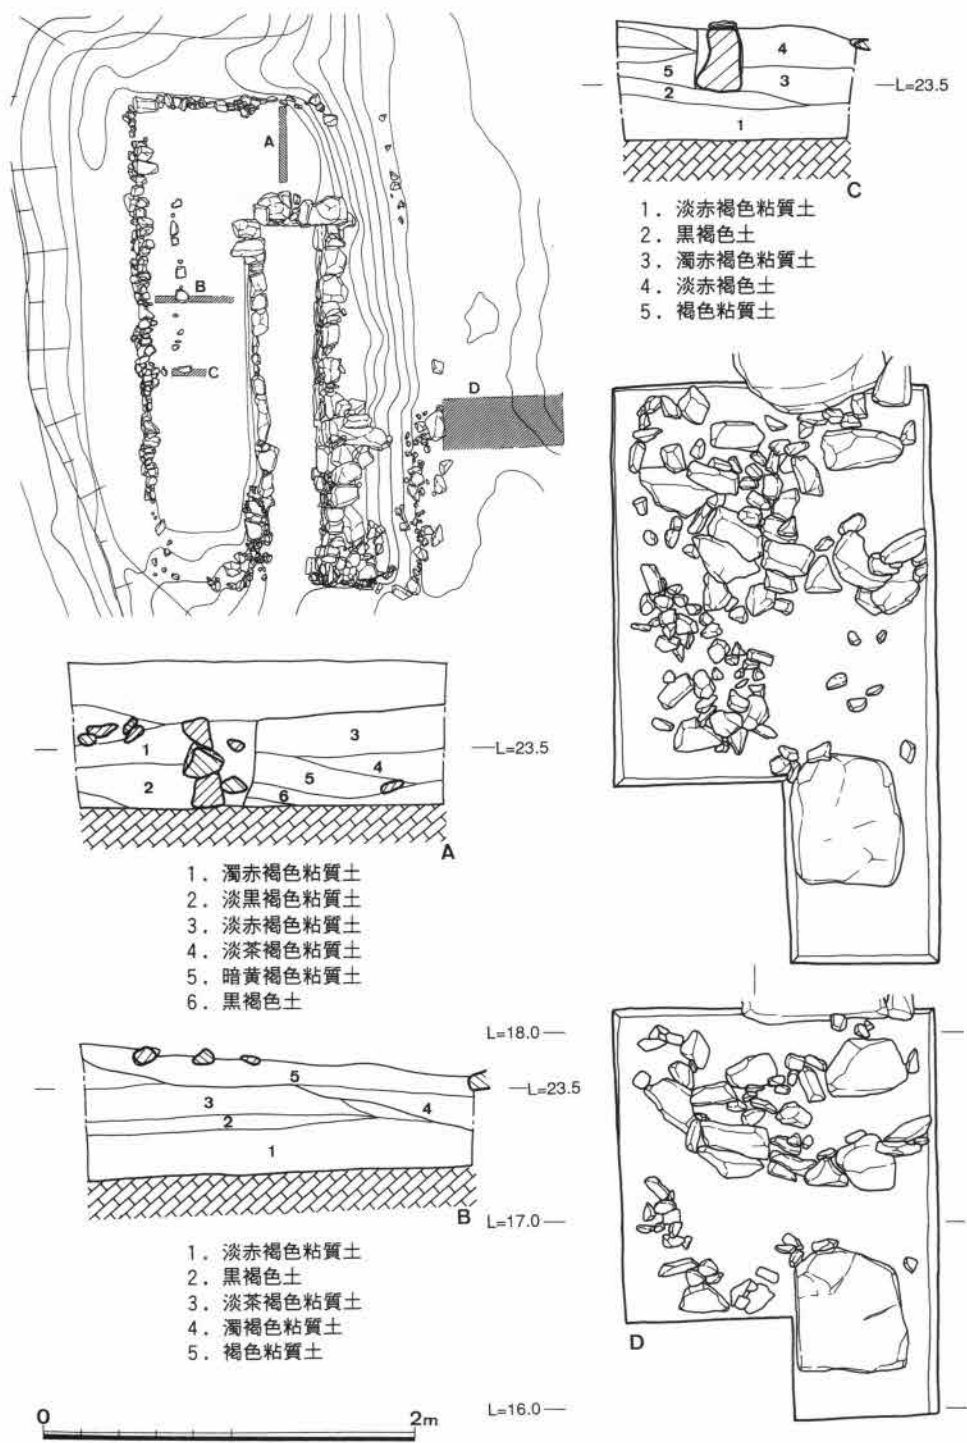 A
B
C
D
5
2
4
3
1
L=23.5
C
1. 淡赤褐色粘質土
2. 黒褐色土
3. 濁赤褐色粘質土
4. 淡赤褐色土
5. 褐色粘質土
1
2
3
4
5
6
L=23.5
A
1. 濁赤褐色粘質土
2. 淡黒褐色粘質土
3. 淡赤褐色粘質土
4. 淡茶褐色粘質土
5. 暗黄褐色粘質土
6. 黒褐色土
5
3
4
2
1
L=23.5
B
1. 淡赤褐色粘質土
2. 黒褐色土
3. 淡茶褐色粘質土
4. 濁褐色粘質土
5. 褐色粘質土
L=18.0
L=17.0
L=16.0
D
0 2m